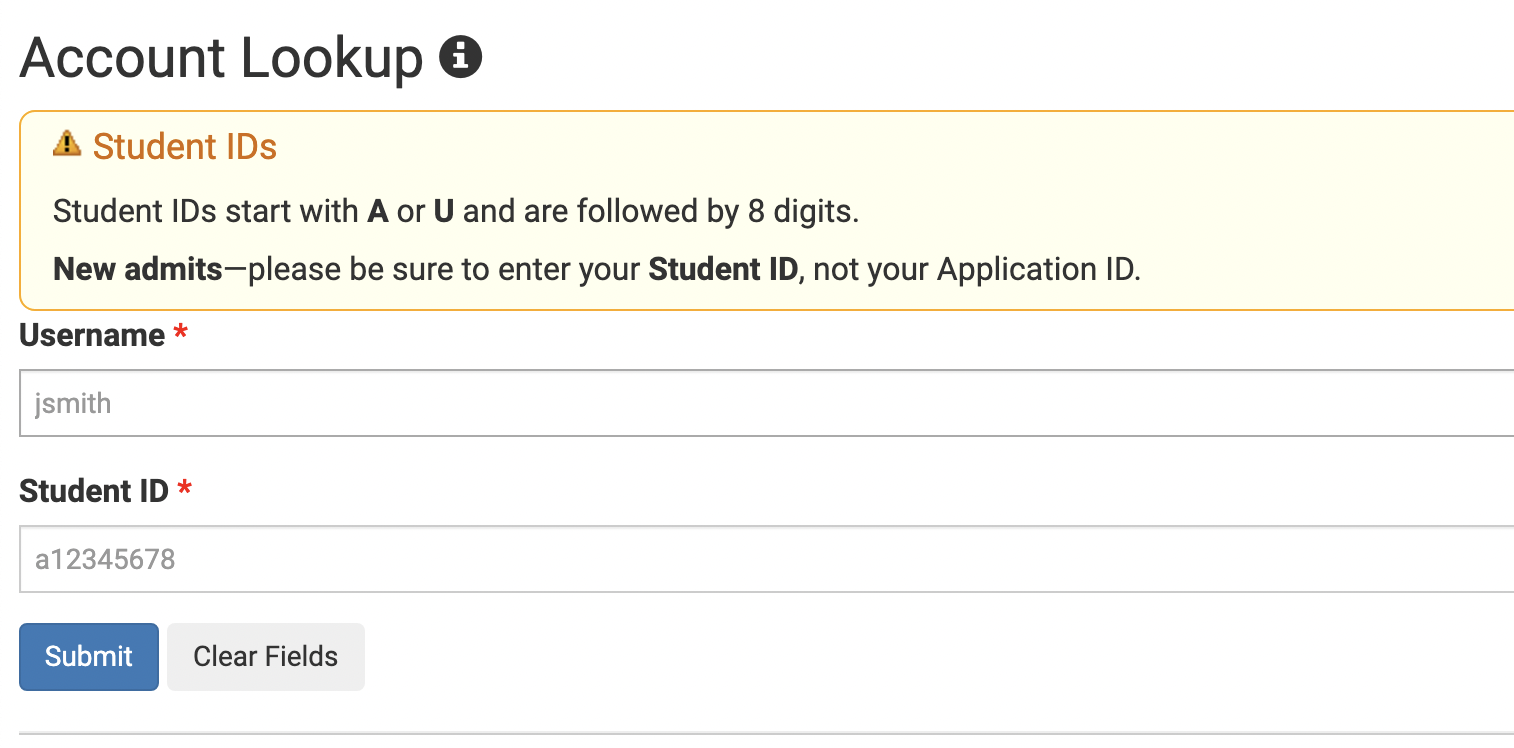 Account Lookup
Student IDs
Student IDs start with A or U and are followed by 8 digits.
New admits—please be sure to enter your Student ID, not your Application ID.
Username *
jsmith
Student ID *
a12345678
Submit Clear Fields